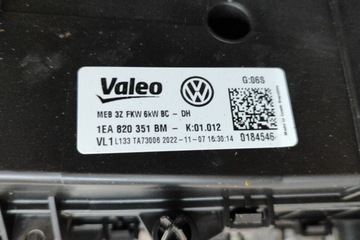 Valeo
G:06S
MEB 3Z FKW 6kW BC - DH
1EA 820 351 BM - K:01.012
VL1 L133 TA73006 2022-11-07 16:30:14
0184546